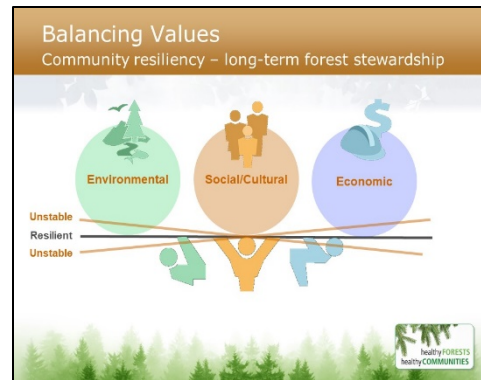 Balancing Values
Community resiliency – long-term forest stewardship
Environmental
Social/Cultural
Economic
Unstable
Resilient
Unstable
healthy FORESTS
healthy COMMUNITIES